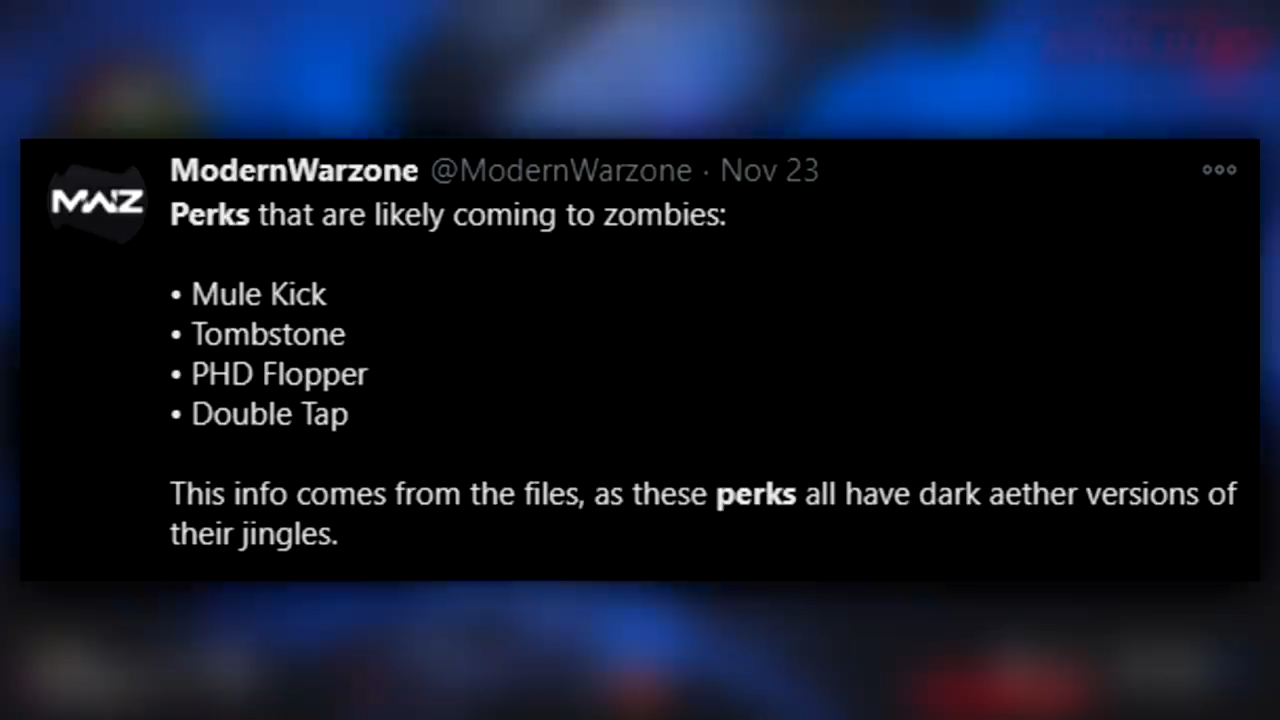 ModernWarzone @ModernWarzone · Nov 23
MWZ
Perks that are likely coming to zombies:
• Mule Kick
• Tombstone
• PHD Flopper
• Double Tap
This info comes from the files, as these perks all have dark aether versions of
their jingles.